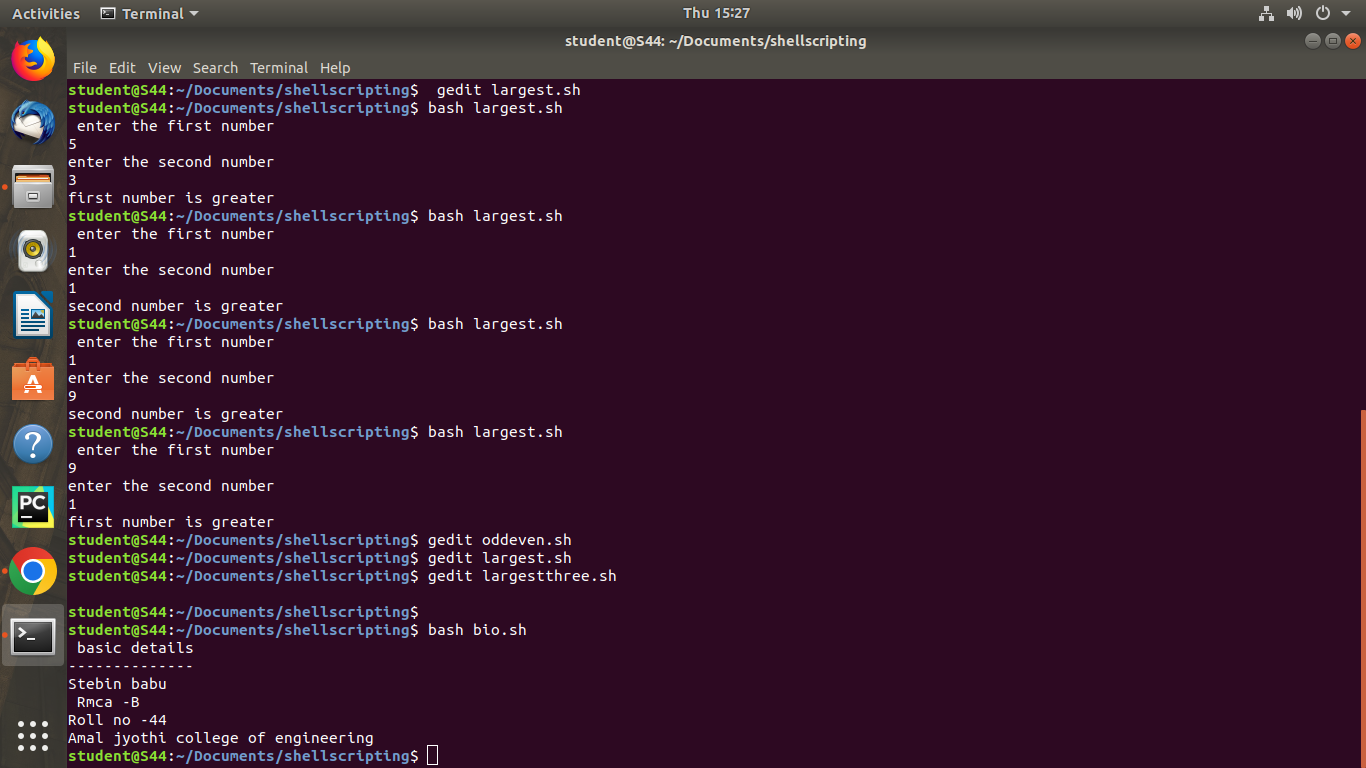 Activities Terminal Thu 15:27
student@S44: ~/Documents/shellscripting
File Edit View Search Terminal Help
student@S44:~/Documents/shellscripting$  gedit largest.sh
student@S44:~/Documents/shellscripting$ bash largest.sh
 enter the first number
5
enter the second number
3
first number is greater
student@S44:~/Documents/shellscripting$ bash largest.sh
 enter the first number
1
enter the second number
1
second number is greater
student@S44:~/Documents/shellscripting$ bash largest.sh
 enter the first number
1
enter the second number
9
second number is greater
student@S44:~/Documents/shellscripting$ bash largest.sh
 enter the first number
9
enter the second number
1
first number is greater
student@S44:~/Documents/shellscripting$ gedit oddeven.sh
student@S44:~/Documents/shellscripting$ gedit largest.sh
student@S44:~/Documents/shellscripting$ gedit largestthree.sh
student@S44:~/Documents/shellscripting$
student@S44:~/Documents/shellscripting$ bash bio.sh
 basic details
--------------
Stebin babu
 Rmca -B
Roll no -44
Amal jyothi college of engineering
student@S44:~/Documents/shellscripting$
PC